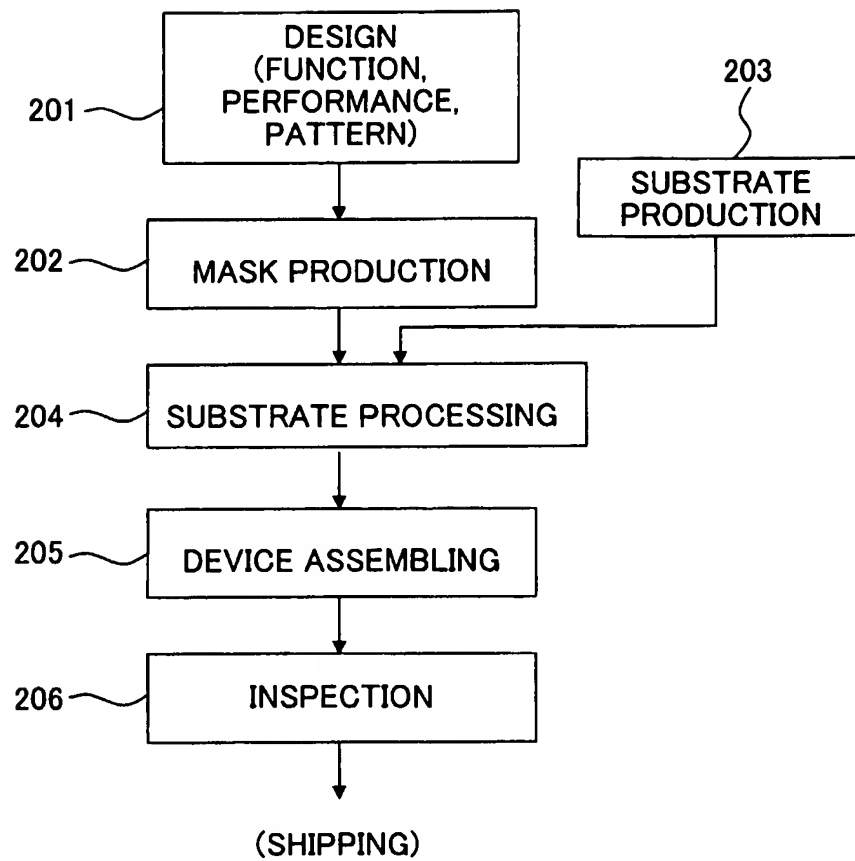 DESIGN
(FUNCTION,
PERFORMANCE,
PATTERN)
201
203
SUBSTRATE
PRODUCTION
202
MASK PRODUCTION
204
SUBSTRATE PROCESSING
205
DEVICE ASSEMBLING
206
INSPECTION
(SHIPPING)